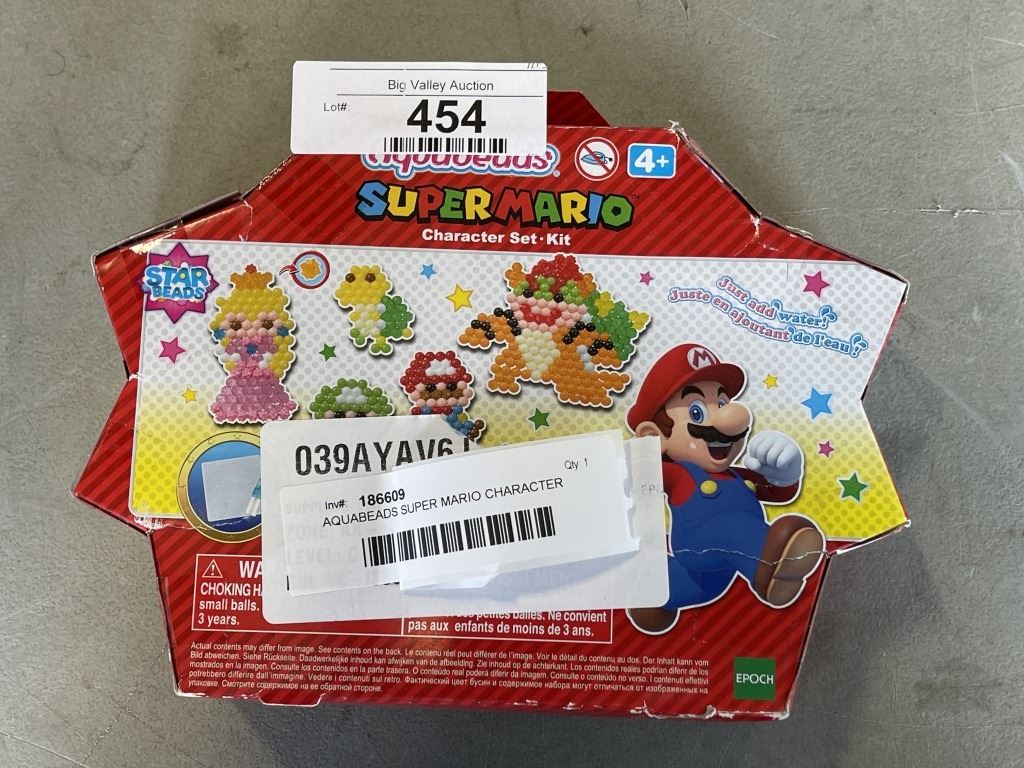 Big Valley Auction
Lot#:
454
aquabeads
4+
SUPER MARIO™
Character Set · Kit
STAR
BEADS
Just add water!
Juste en ajoutant de l'eau!
M
039AYAV6
Qty 1
Inv#: 186609
AQUABEADS SUPER MARIO CHARACTER
ZONE:
LEVEL:
small balls.
3 years.
CHOKING
petites balles. Ne convient
pas aux enfants de moins de 3 ans.
Actual contents may differ from image. See contents on the back. Le contenu réel peut différer de l'image. Voir le détail du contenu au dos. Der Inhalt kann vom
Bild abweichen. Siehe Rückseite. Daadwerkelijke inhoud kan afwijken van de afbeelding. Zie inhoud op de achterkant. Los contenidos reales podrían diferir de los
mostrados en la imagen. Consulte los contenidos en la parte trasera. O conteúdo real poderá diferir da imagem. Consulte o conteúdo no verso. I contenuti effettivi
potrebbero differire dall'immagine. Vedere i contenuti sul retro. Фактический цвет бусин и содержимое набора могут отличаться от изображенных на
упаковке. Смотрите содержимое на ее обратной стороне.
EPOCH